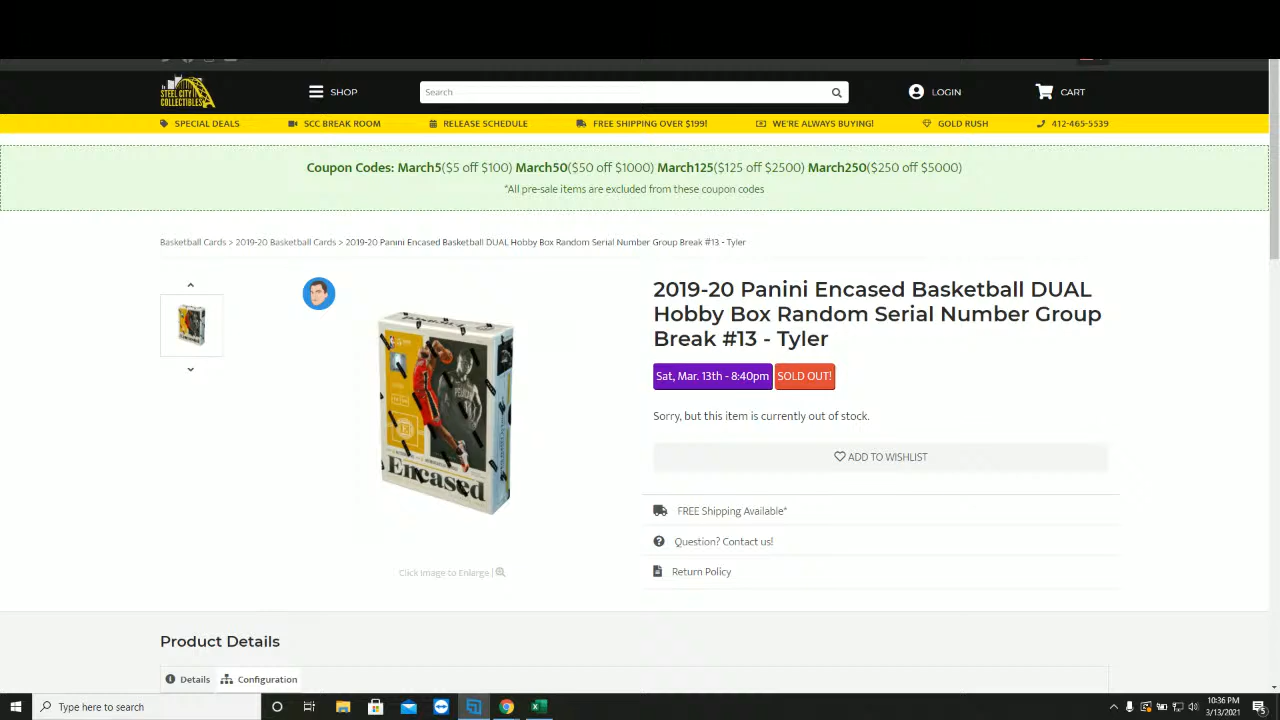 STEEL CITY
COLLECTIBLES
SHOP
Search
LOGIN
CART
SPECIAL DEALS
SCC BREAK ROOM
RELEASE SCHEDULE
FREE SHIPPING OVER $199!
WE'RE ALWAYS BUYING!
GOLD RUSH
412-465-5539
Coupon Codes: March5($5 off $100) March50($50 off $1000) March125($125 off $2500) March250($250 off $5000)
*All pre-sale items are excluded from these coupon codes
Basketball Cards > 2019-20 Basketball Cards > 2019-20 Panini Encased Basketball DUAL Hobby Box Random Serial Number Group Break #13 - Tyler
2019-20 Panini Encased Basketball DUAL
Hobby Box Random Serial Number Group
Break #13 - Tyler
Sat, Mar. 13th - 8:40pm
SOLD OUT!
Sorry, but this item is currently out of stock.
ADD TO WISHLIST
Encased
FREE Shipping Available*
Question? Contact us!
Return Policy
Click Image to Enlarge |
Product Details
Details
Configuration
Type here to search
10:36 PM
3/13/2021